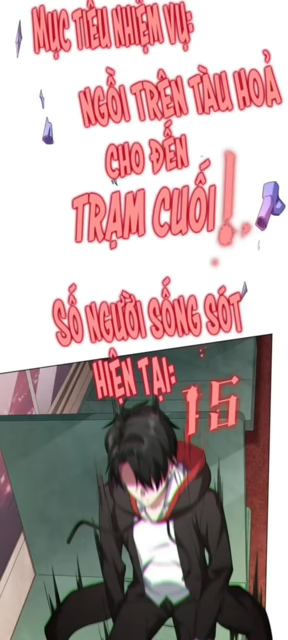 MỤC TIÊU NHIỆM VỤ:
NGỒI TRÊN TÀU HOẢ
CHO ĐẾN
TRẠM CUỐI!
SỐ NGƯỜI SỐNG SÓT
HIỆN TẠI:
15